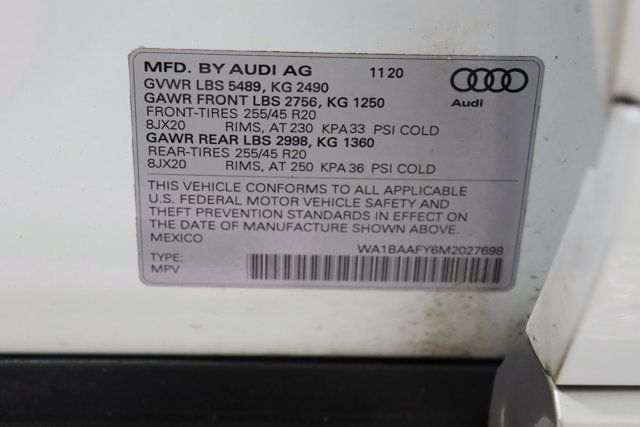 MFD. BY AUDI AG 11 20
GVWR LBS 5489, KG 2490
GAWR FRONT LBS 2756, KG 1250
FRONT-TIRES 255/45 R20
8JX20 RIMS, AT 230 KPA 33 PSI COLD
GAWR REAR LBS 2998, KG 1360
REAR-TIRES 255/45 R20
8JX20 RIMS, AT 250 KPA 36 PSI COLD
Audi
THIS VEHICLE CONFORMS TO ALL APPLICABLE
U.S. FEDERAL MOTOR VEHICLE SAFETY AND
THEFT PREVENTION STANDARDS IN EFFECT ON
THE DATE OF MANUFACTURE SHOWN ABOVE.
MEXICO WA1BAAFY6M2027698
TYPE:
MPV